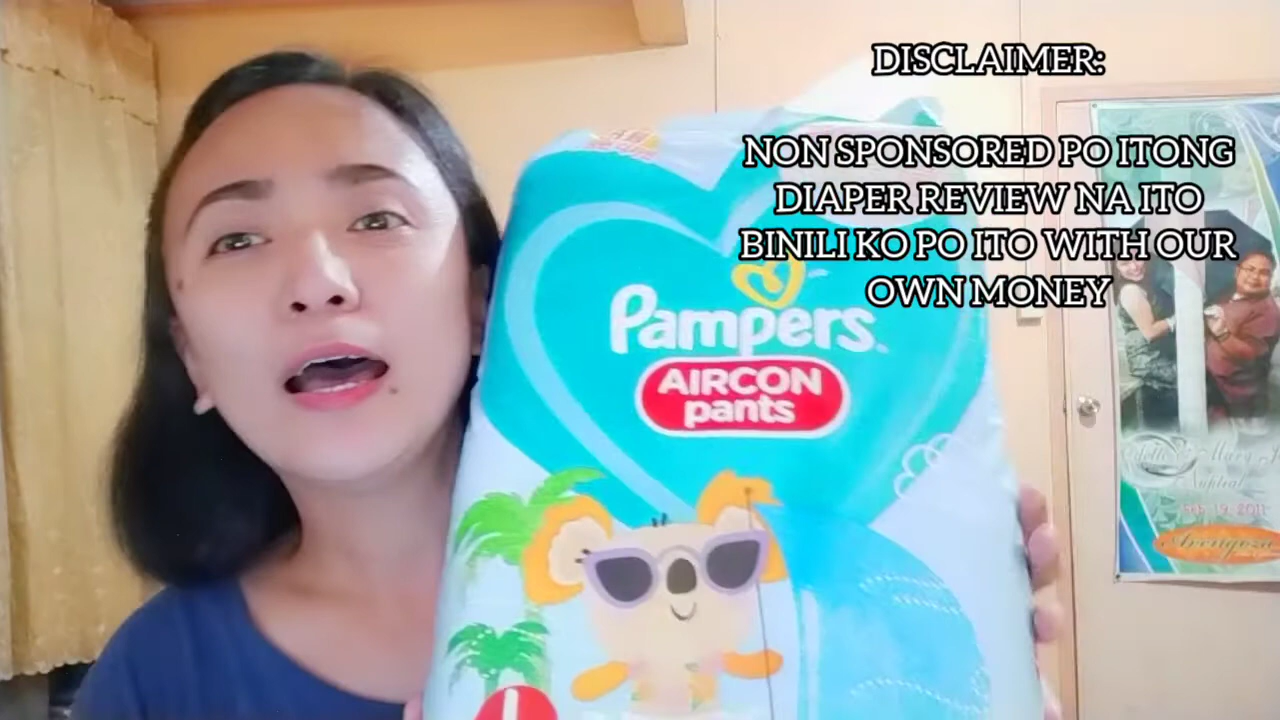 DISCLAIMER:
NON SPONSORED PO ITONG
DIAPER REVIEW NA ITO
BINILI KO PO ITO WITH OUR
OWN MONEY
Pampers
AIRCON
pants
L
Nuptial